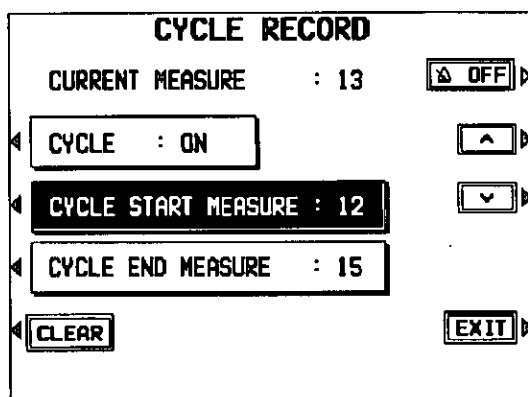 CYCLE RECORD
CURRENT MEASURE : 13
OFF
CYCLE : ON
CYCLE START MEASURE : 12
CYCLE END MEASURE : 15
CLEAR
EXIT